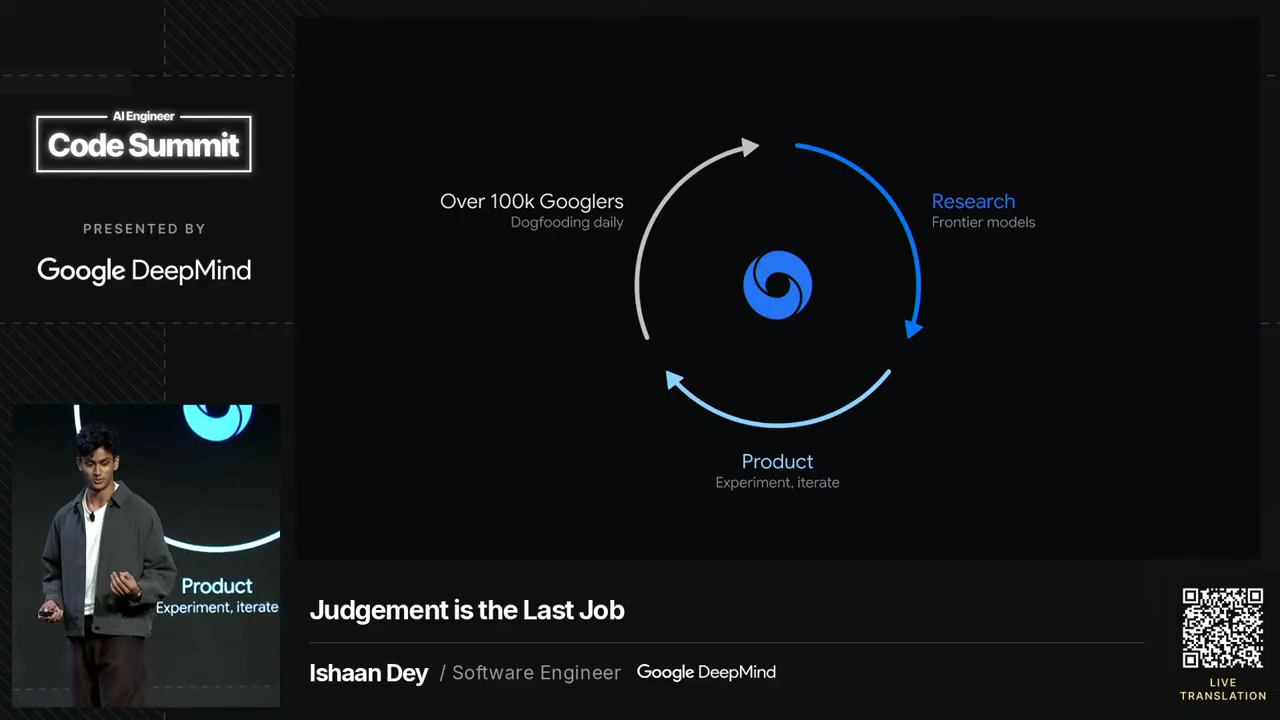 AI Engineer
Code Summit
PRESENTED BY
Google DeepMind
Over 100k Googlers
Dogfooding daily
Research
Frontier models
Product
Experiment, iterate
Product
Experiment, iterate
Judgement is the Last Job
Ishaan Dey / Software Engineer Google DeepMind
LIVE
TRANSLATION